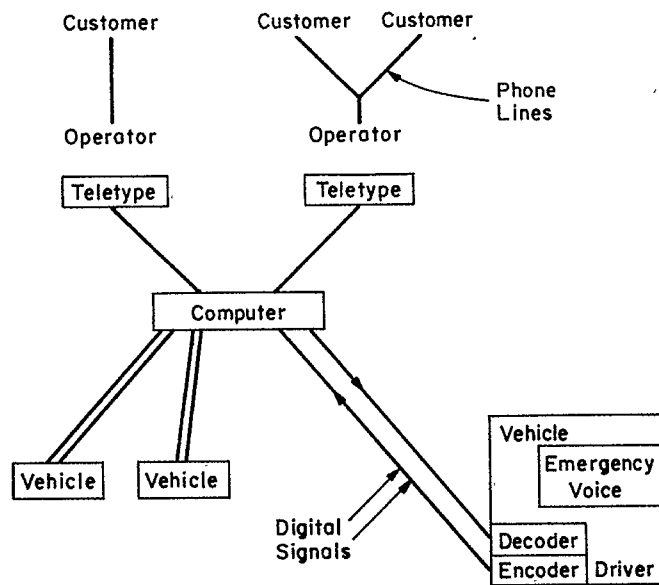 Customer
Customer
Customer
Phone
Lines
Operator
Operator
Teletype
Teletype
Computer
Vehicle
Vehicle
Vehicle
Emergency
Voice
Digital
Signals
Decoder
Encoder
Driver